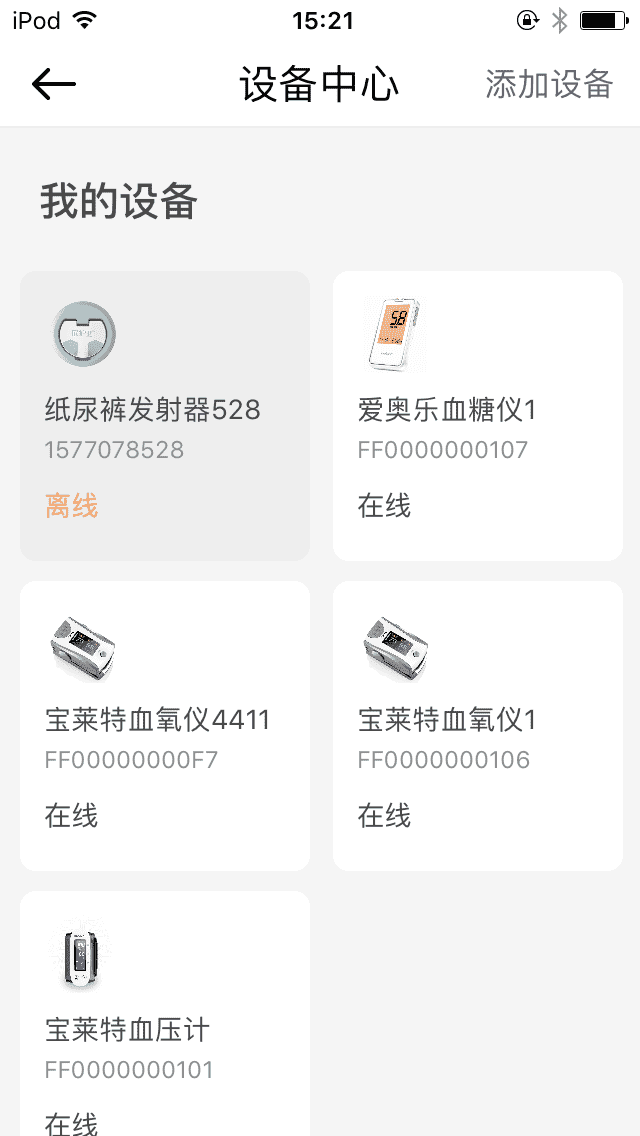 iPod 15:21
设备中心 添加设备
我的设备
58
纸尿裤发射器528
1577078528
离线
爱奥乐血糖仪1
FF0000000107
在线
宝莱特血氧仪4411
FF00000000F7
在线
宝莱特血氧仪1
FF0000000106
在线
宝莱特血压计
FF0000000101
在线